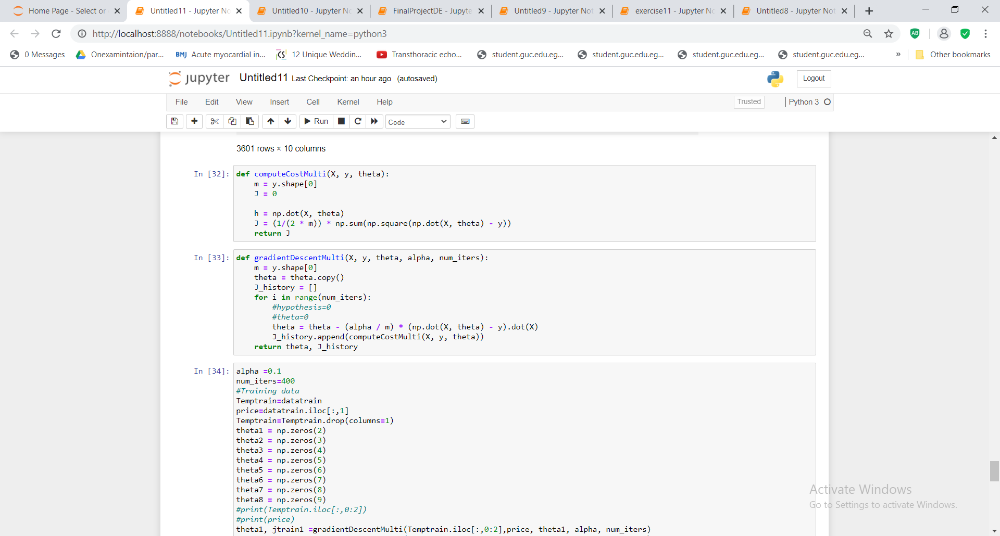 Home Page - Select or
Untitled11 - Jupyter No
Untitled10 - Jupyter No
FinalProjectDE - Jupyte
Untitled9 - Jupyter Not
exercise11 - Jupyter No
Untitled8 - Jupyter Not
http://localhost:8888/notebooks/Untitled11.ipynb?kernel_name=python3
AB
0 Messages
Onexamintaion/par...
BMJ Acute myocardial in...
CS 12 Unique Weddin...
Transthoracic echo...
student.guc.edu.eg...
student.guc.edu.eg...
student.guc.edu.eg...
student.guc.edu.eg...
» Other bookmarks
jupyter Untitled11 Last Checkpoint: an hour ago (autosaved)
Logout
File Edit View Insert Cell Kernel Help
Trusted
Python 3
Run
Code
3601 rows × 10 columns
In [32]: def computeCostMulti(X, y, theta):
m = y.shape[0]
J = 0
h = np.dot(X, theta)
J = (1/(2 * m)) * np.sum(np.square(np.dot(X, theta) - y))
return J
In [33]: def gradientDescentMulti(X, y, theta, alpha, num_iters):
m = y.shape[0]
theta = theta.copy()
J_history = []
for i in range(num_iters):
#hypothesis=0
#theta=0
theta = theta - (alpha / m) * (np.dot(X, theta) - y).dot(X)
J_history.append(computeCostMulti(X, y, theta))
return theta, J_history
In [34]: alpha =0.1
num_iters=400
#Training data
Temptrain=datatrain
price=datatrain.iloc[:,1]
Temptrain=Temptrain.drop(columns=1)
theta1 = np.zeros(2)
theta2 = np.zeros(3)
theta3 = np.zeros(4)
theta4 = np.zeros(5)
theta5 = np.zeros(6)
theta6 = np.zeros(7)
theta7 = np.zeros(8)
theta8 = np.zeros(9)
#print(Temptrain.iloc[:,0:2])
#print(price)
theta1, jtrain1 =gradientDescentMulti(Temptrain.iloc[:,0:2],price, theta1, alpha, num_iters)
Activate Windows
Go to Settings to activate Windows.